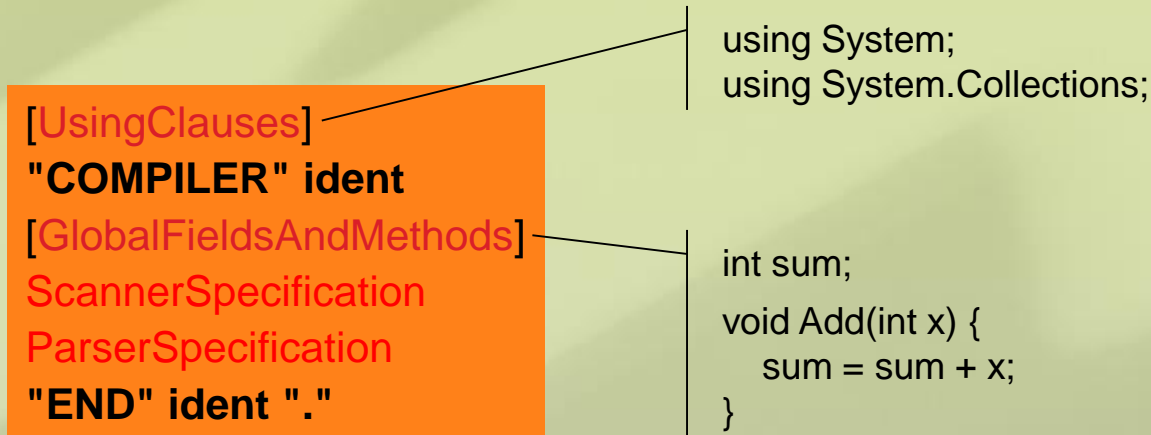 [UsingClauses]
"COMPILER" ident
[GlobalFieldsAndMethods]
ScannerSpecification
ParserSpecification
"END" ident "."
using System;
using System.Collections;
int sum;
void Add(int x) {
sum = sum + x;
}